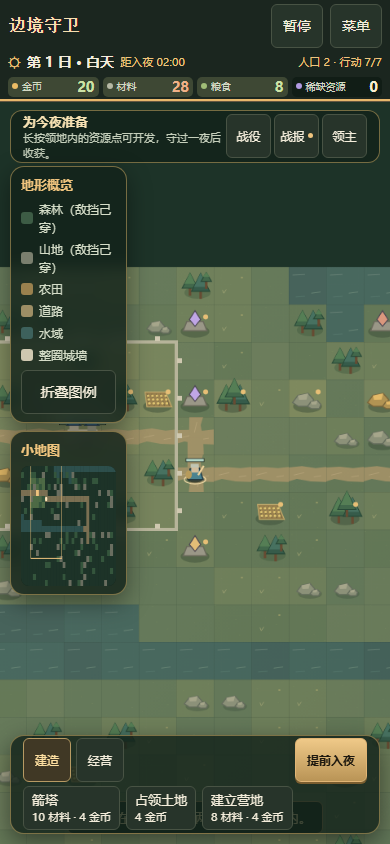 边境守卫
暂停
菜单
第 1 日 • 白天
距入夜 02:00
人口 2 · 行动 7/7
金币 20
材料 28
粮食 8
稀缺资源 0
为今夜准备
长按领地内的资源点可开发，守过一夜后
收获。
战役
战报
领主
地形概览
森林（敌挡己
穿）
山地（敌挡己
穿）
农田
道路
水域
整圈城墙
折叠图例
小地图
建造
经营
提前入夜
箭塔
10 材料 · 4 金币
占领土地
4 金币
建立营地
8 材料 · 4 金币